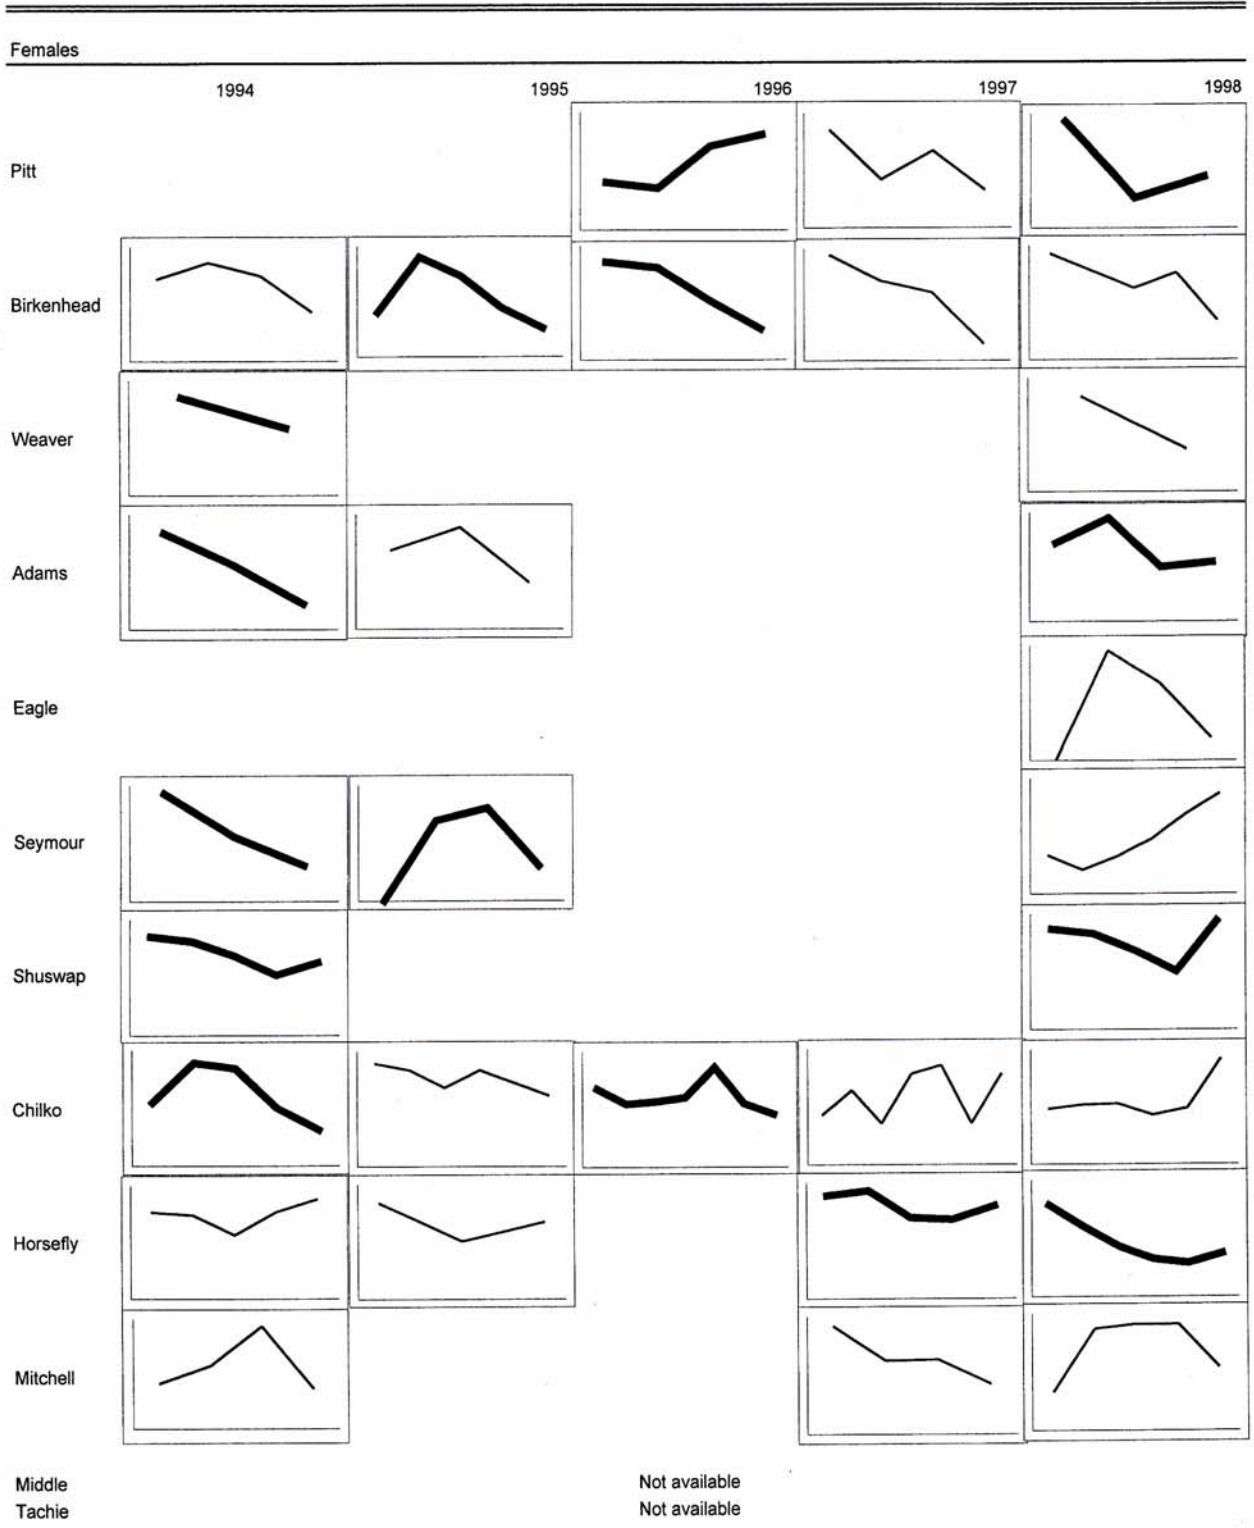 Females
1994 1995 1996 1997 1998
Pitt
Birkenhead
Weaver
Adams
Eagle
Seymour
Shuswap
Chilko
Horsefly
Mitchell
Middle Not available
Tachie Not available